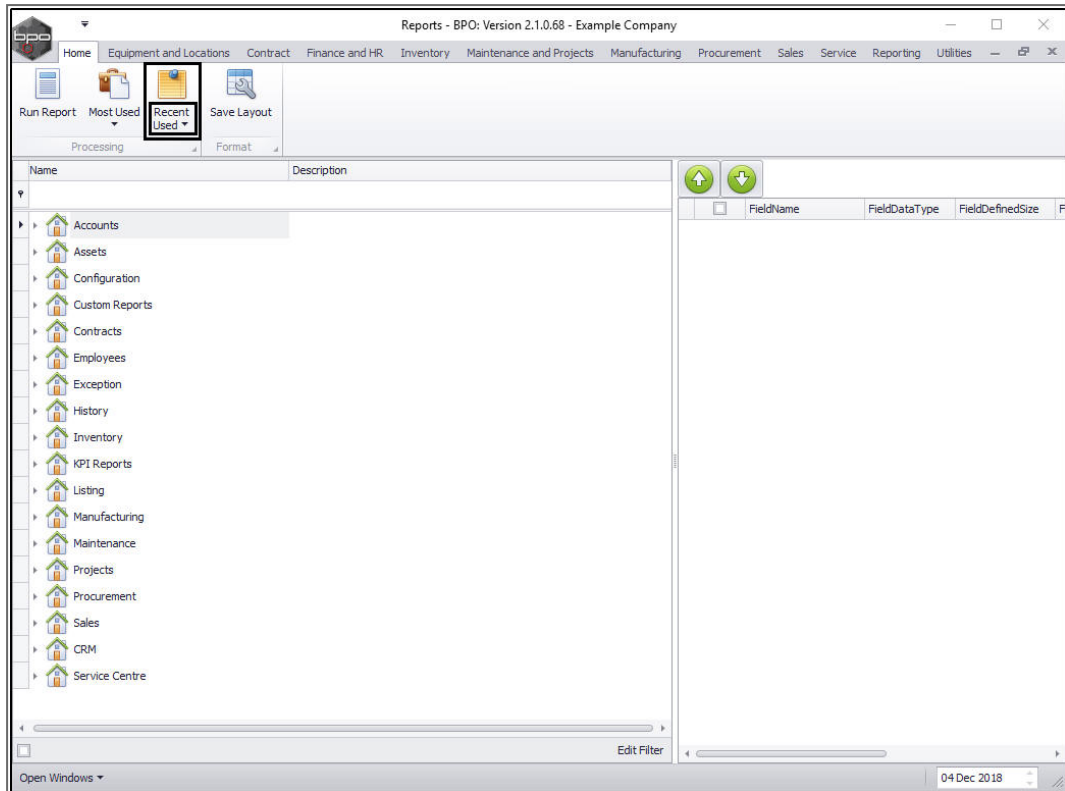 Reports - BPO: Version 2.1.0.68 - Example Company
bpo
Home Equipment and Locations Contract Finance and HR Inventory Maintenance and Projects Manufacturing Procurement Sales Service Reporting Utilities
Run Report Most Used Recent Used Save Layout
Processing Format
Name Description
FieldName FieldDataType FieldDefinedSize F
Accounts
Assets
Configuration
Custom Reports
Contracts
Employees
Exception
History
Inventory
KPI Reports
Listing
Manufacturing
Maintenance
Projects
Procurement
Sales
CRM
Service Centre
Edit Filter
Open Windows 04 Dec 2018